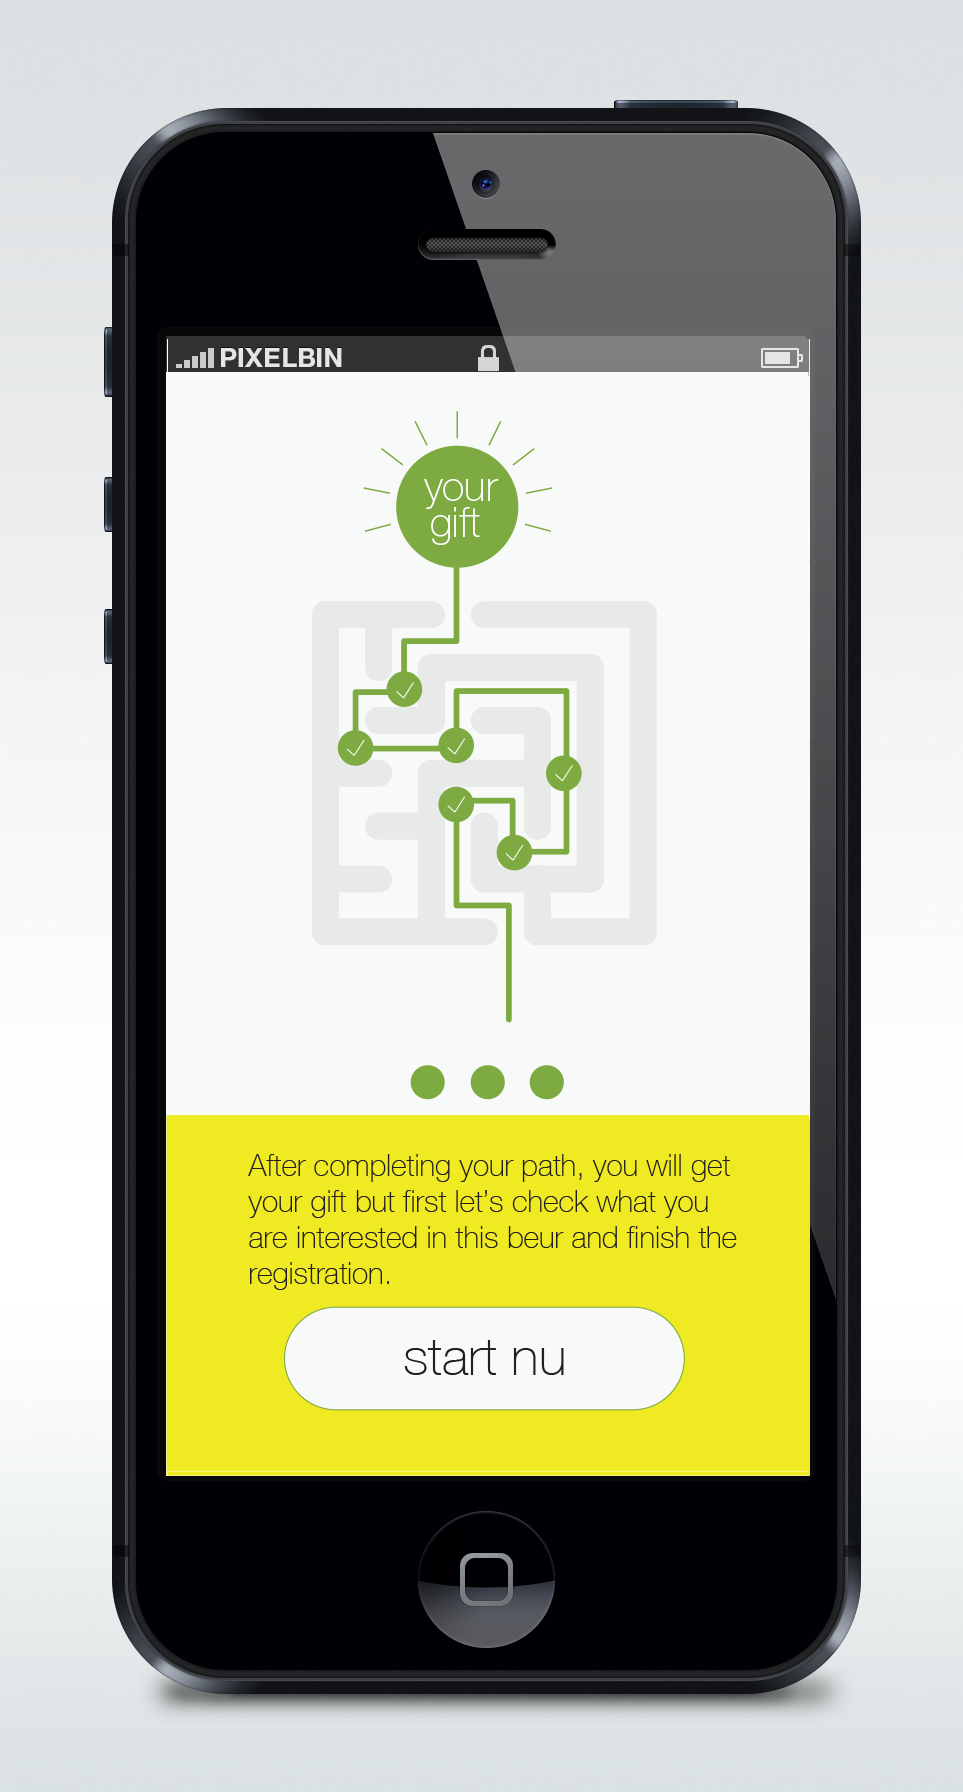 PIXELBIN
your
gift
After completing your path, you will get
your gift but first let’s check what you
are interested in this beur and finish the
registration.
start nu